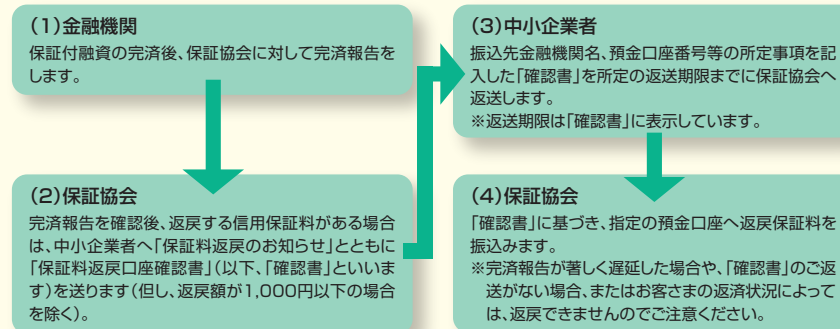 (1)金融機関
保証付融資の完済後、保証協会に対して完済報告を
します。
(2)保証協会
完済報告を確認後、返戻する信用保証料がある場合
は、中小企業者へ「保証料返戻のお知らせ」とともに
「保証料返戻口座確認書」(以下、「確認書」といいま
す)を送ります(但し、返戻額が1,000円以下の場合
を除く)。
(3)中小企業者
振込先金融機関名、預金口座番号等の所定事項を記
入した「確認書」を所定の返送期限までに保証協会へ
返送します。
※返送期限は「確認書」に表示しています。
(4)保証協会
「確認書」に基づき、指定の預金口座へ返戻保証料を
振込みます。
※完済報告が著しく遅延した場合や、「確認書」のご返
送がない場合、またはお客さまの返済状況によって
は、返戻できませんのでご注意ください。